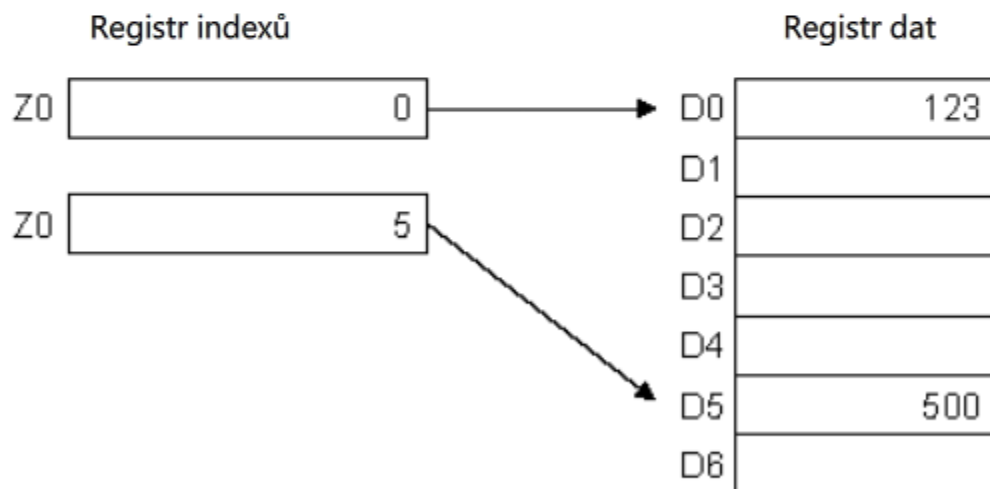 Registr indexů Registr dat
Z0 0 D0 123
D1
Z0 5 D2
D3
D4
D5 500
D6